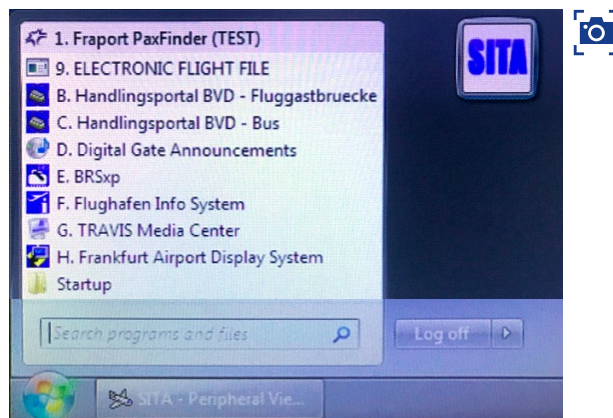 1. Fraport PaxFinder (TEST)
SITA
9. ELECTRONIC FLIGHT FILE
B. Handlingsportal BVD - Fluggastbruecke
C. Handlingsportal BVD - Bus
D. Digital Gate Announcements
E. BRSxp
F. Flughafen Info System
G. TRAVIS Media Center
H. Frankfurt Airport Display System
Startup
Search programs and files
Log off
SITA - Peripheral Vie...